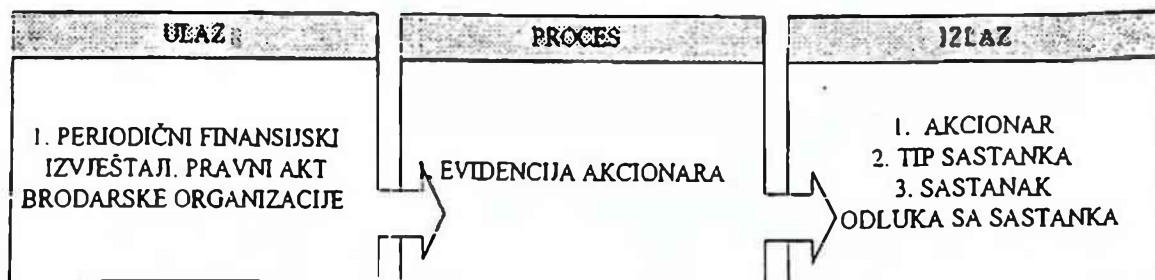 ULAZ
1. PERIODIČNI FINANSIJSKI
IZVJEŠTAJI. PRAVNI AKT
BRODARSKE ORGANIZACIJE
PROCES
1. EVIDENCIJA AKCIONARA
IZLAZ
1. AKCIONAR
2. TIP SASTANKA
3. SASTANAK
ODLUKA SA SASTANKA